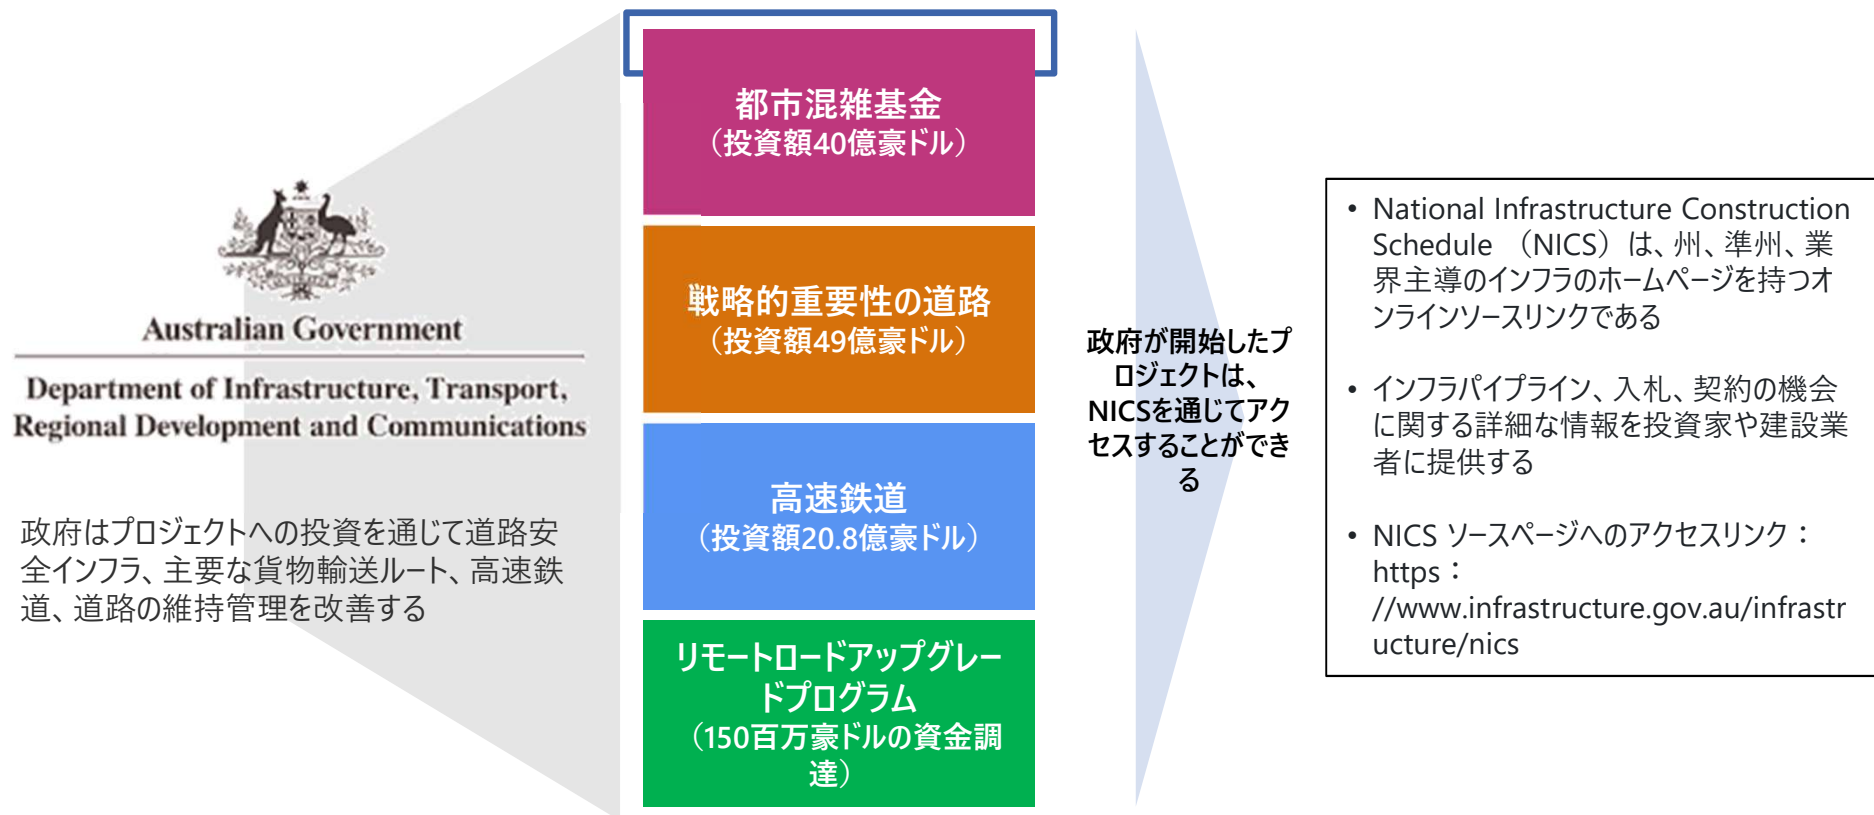 Australian Government
Department of Infrastructure, Transport,
Regional Development and Communications
政府はプロジェクトへの投資を通じて道路安
全インフラ、主要な貨物輸送ルート、高速鉄
道、道路の維持管理を改善する
都市混雑基金
（投資額40億豪ドル）
戦略的重要性の道路
（投資額49億豪ドル）
高速鉄道
（投資額20.8億豪ドル）
リモートロードアップグレー
ドプログラム
（150百万豪ドルの資金調
達）
政府が開始したプ
ロジェクトは、
NICSを通じてアク
セスすることができ
る
• National Infrastructure Construction
Schedule （NICS）は、州、準州、業
界主導のインフラのホームページを持つオ
ンラインソースリンクである
• インフラパイプライン、入札、契約の機会
に関する詳細な情報を投資家や建設業
者に提供する
• NICS ソースページへのアクセスリンク：
https：
//www.infrastructure.gov.au/infrastr
ucture/nics